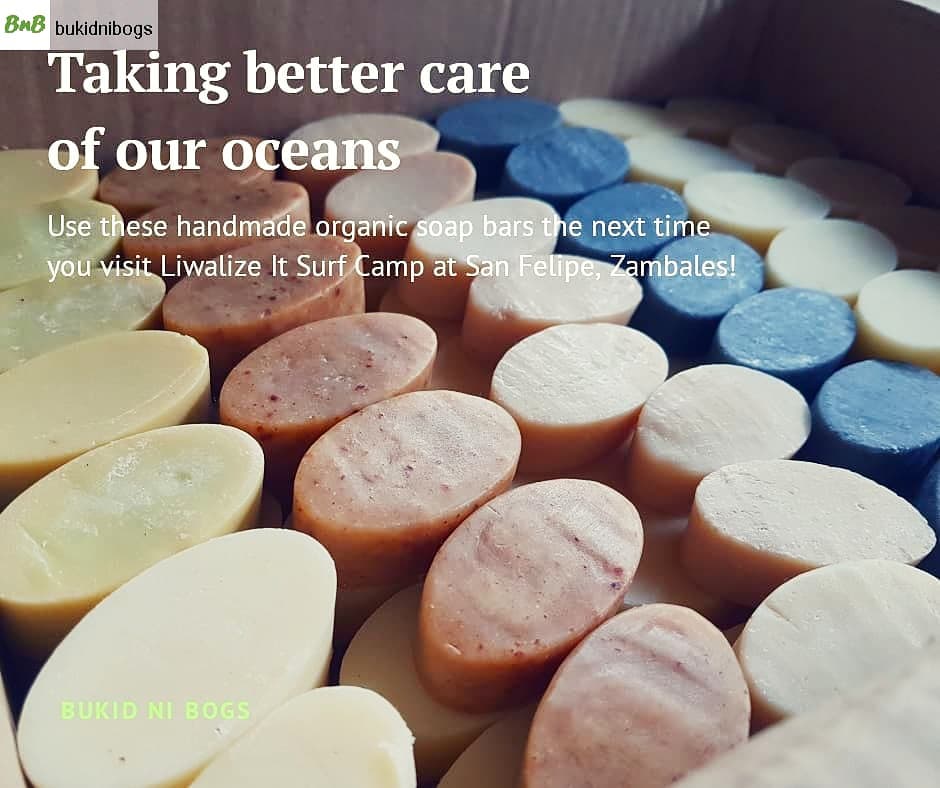 BnB bukidnibogs
Taking better care
of our oceans
Use these handmade organic soap bars the next time
you visit Liwalize It Surf Camp at San Felipe, Zambales!
BUKID NI BOGS